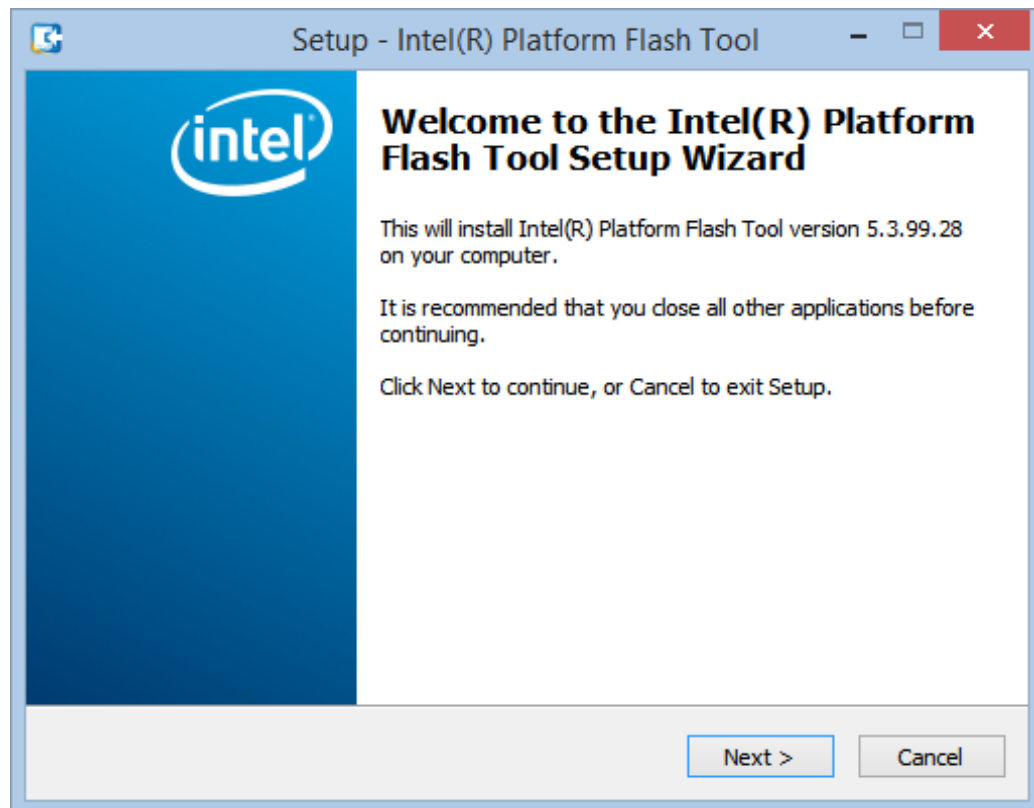 Setup - Intel(R) Platform Flash Tool
intel
Welcome to the Intel(R) Platform
Flash Tool Setup Wizard
This will install Intel(R) Platform Flash Tool version 5.3.99.28
on your computer.
It is recommended that you close all other applications before
continuing.
Click Next to continue, or Cancel to exit Setup.
Next >
Cancel